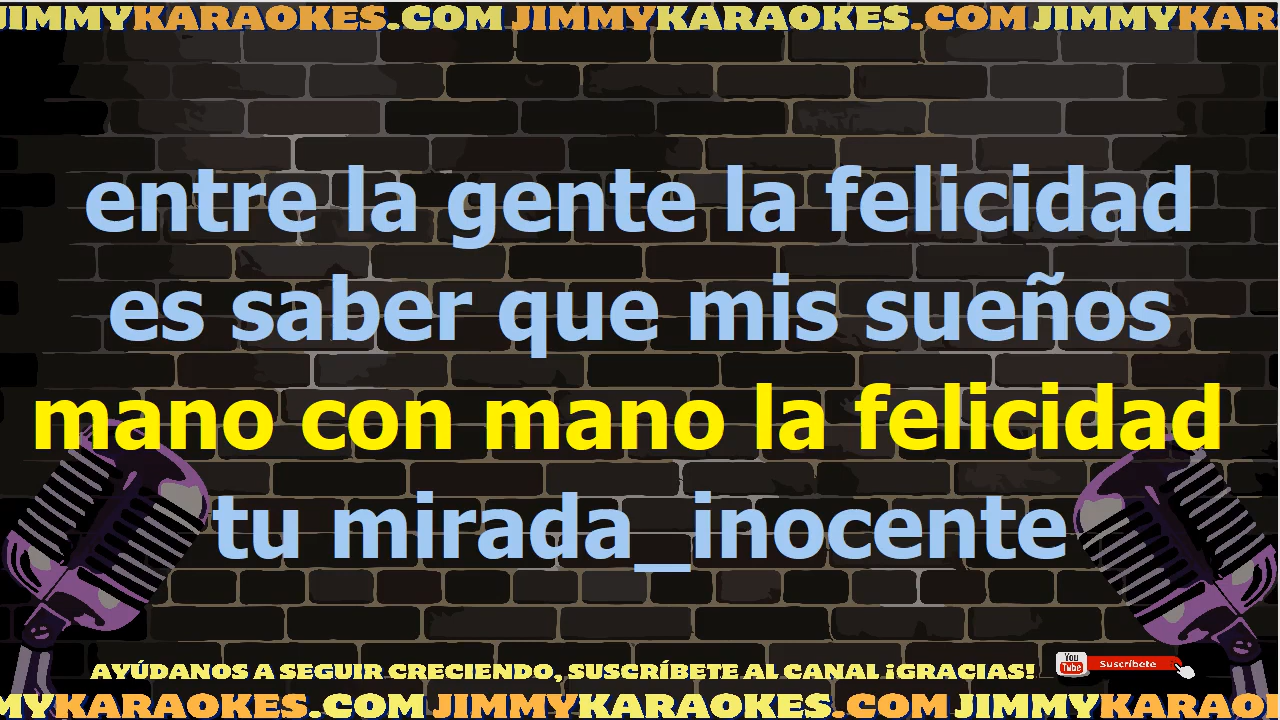 JIMMYKARAOKES.COM JIMMYKARAOKES.COM JIMMYKAR
entre la gente la felicidad
es saber que mis sueños
mano con mano la felicidad
tu mirada_inocente
AYÚDANOS A SEGUIR CRECIENDO, SUSCRÍBETE AL CANAL ¡GRACIAS!
You Tube Suscríbete
MYKARAOKES.COM JIMMYKARAOKES.COM JIMMYKARAO